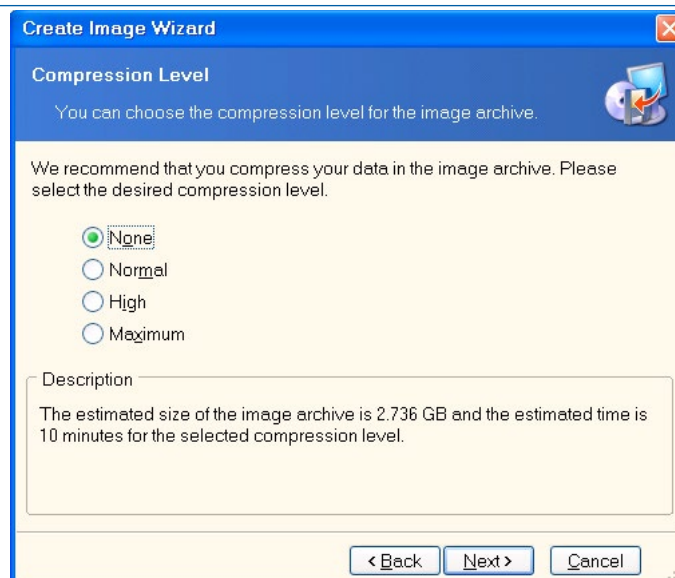 Create Image Wizard
Compression Level
You can choose the compression level for the image archive.
We recommend that you compress your data in the image archive. Please
select the desired compression level.
None
Normal
High
Maximum
Description
The estimated size of the image archive is 2.736 GB and the estimated time is
10 minutes for the selected compression level.
< Back Next > Cancel